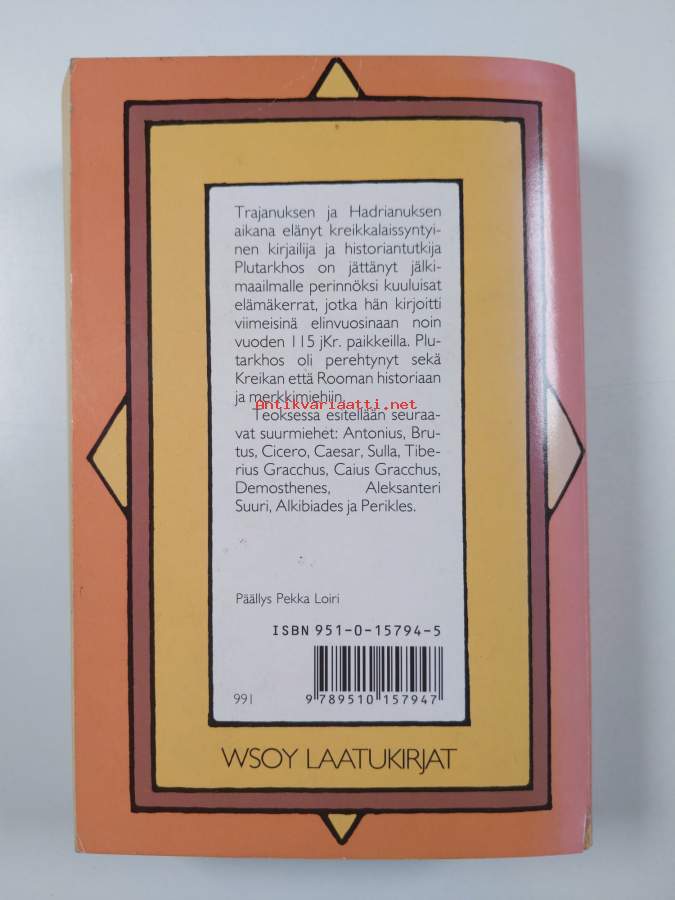 Trajanuksen ja Hadrianuksen
aikana elänyt kreikkalaissyntyi-
nen kirjailija ja historiantutkija
Plutarkhos on jättänyt jälki-
maailmalle perinnöksi kuuluisat
elämäkerrat, jotka hän kirjoitti
viimeisinä elinvuosinaan noin
vuoden 115 jKr. paikkeilla. Plu-
tarkhos oli perehtynyt sekä
Kreikan että Rooman historiaan
ja merkkimiehiin.
Antikvariaatti.net
Teoksessa esitellään seuraa-
vat suurmiehet: Antonius, Bru-
tus, Cicero, Caesar, Sulla, Tibe-
rius Gracchus, Caius Gracchus,
Demosthenes, Aleksanteri
Suuri, Alkibiades ja Perikles.
Päällys Pekka Loiri
ISBN 951-0-15794-5
991
9 789510 157947
WSOY LAATUKIRJAT